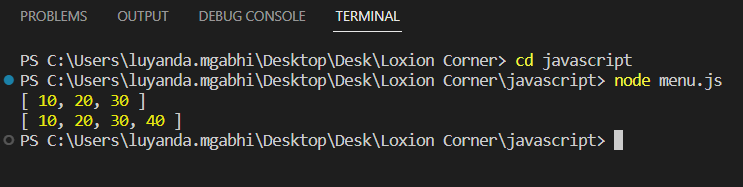 PROBLEMS OUTPUT DEBUG CONSOLE TERMINAL
PS C:\Users\luyanda.mgabhi\Desktop\Desk\Loxion Corner> cd javascript
PS C:\Users\luyanda.mgabhi\Desktop\Desk\Loxion Corner\javascript> node menu.js
[ 10, 20, 30 ]
[ 10, 20, 30, 40 ]
PS C:\Users\luyanda.mgabhi\Desktop\Desk\Loxion Corner\javascript>